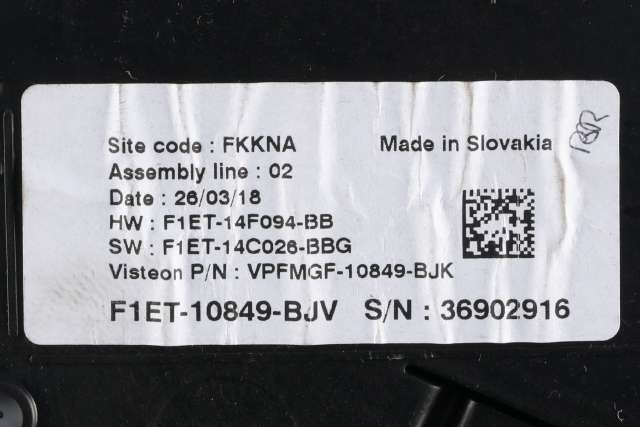 Site code : FKKNA Made in Slovakia
Assembly line : 02
Date : 26/03/18
HW : F1ET-14F094-BB
SW : F1ET-14C026-BBG
Visteon P/N : VPFMGF-10849-BJK
F1ET-10849-BJV S/N : 36902916